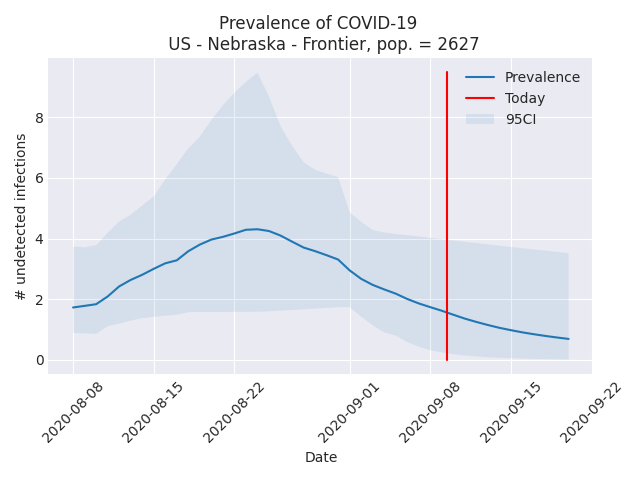 Prevalence of COVID-19
US - Nebraska - Frontier, pop. = 2627
Prevalence
Today
95CI
# undetected infections
8
6
4
2
0
2020-08-08
2020-08-15
2020-08-22
2020-09-01
2020-09-08
2020-09-15
2020-09-22
Date